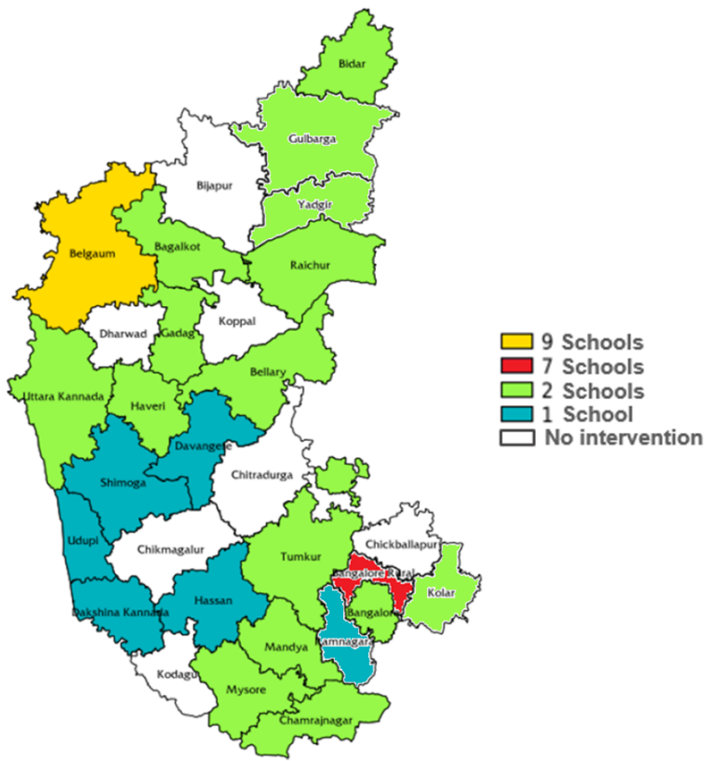 Bidar
Gulbarga
Bijapur
Yadgir
Belgaum
Bagalkot
Raichur
Dharwad
Gadag
Koppal
Bellary
Uttara Kannada
Haveri
Davangere
Shimoga
Chitradurga
Udupi
Chikmagalur
Tumkur
Chickballapur
Bangalore Rural
Kolar
Hassan
Dakshina Kannada
Bangalore
Ramnagara
Mandya
Kodagu
Mysore
Chamrajnagar
9 Schools
7 Schools
2 Schools
1 School
No intervention